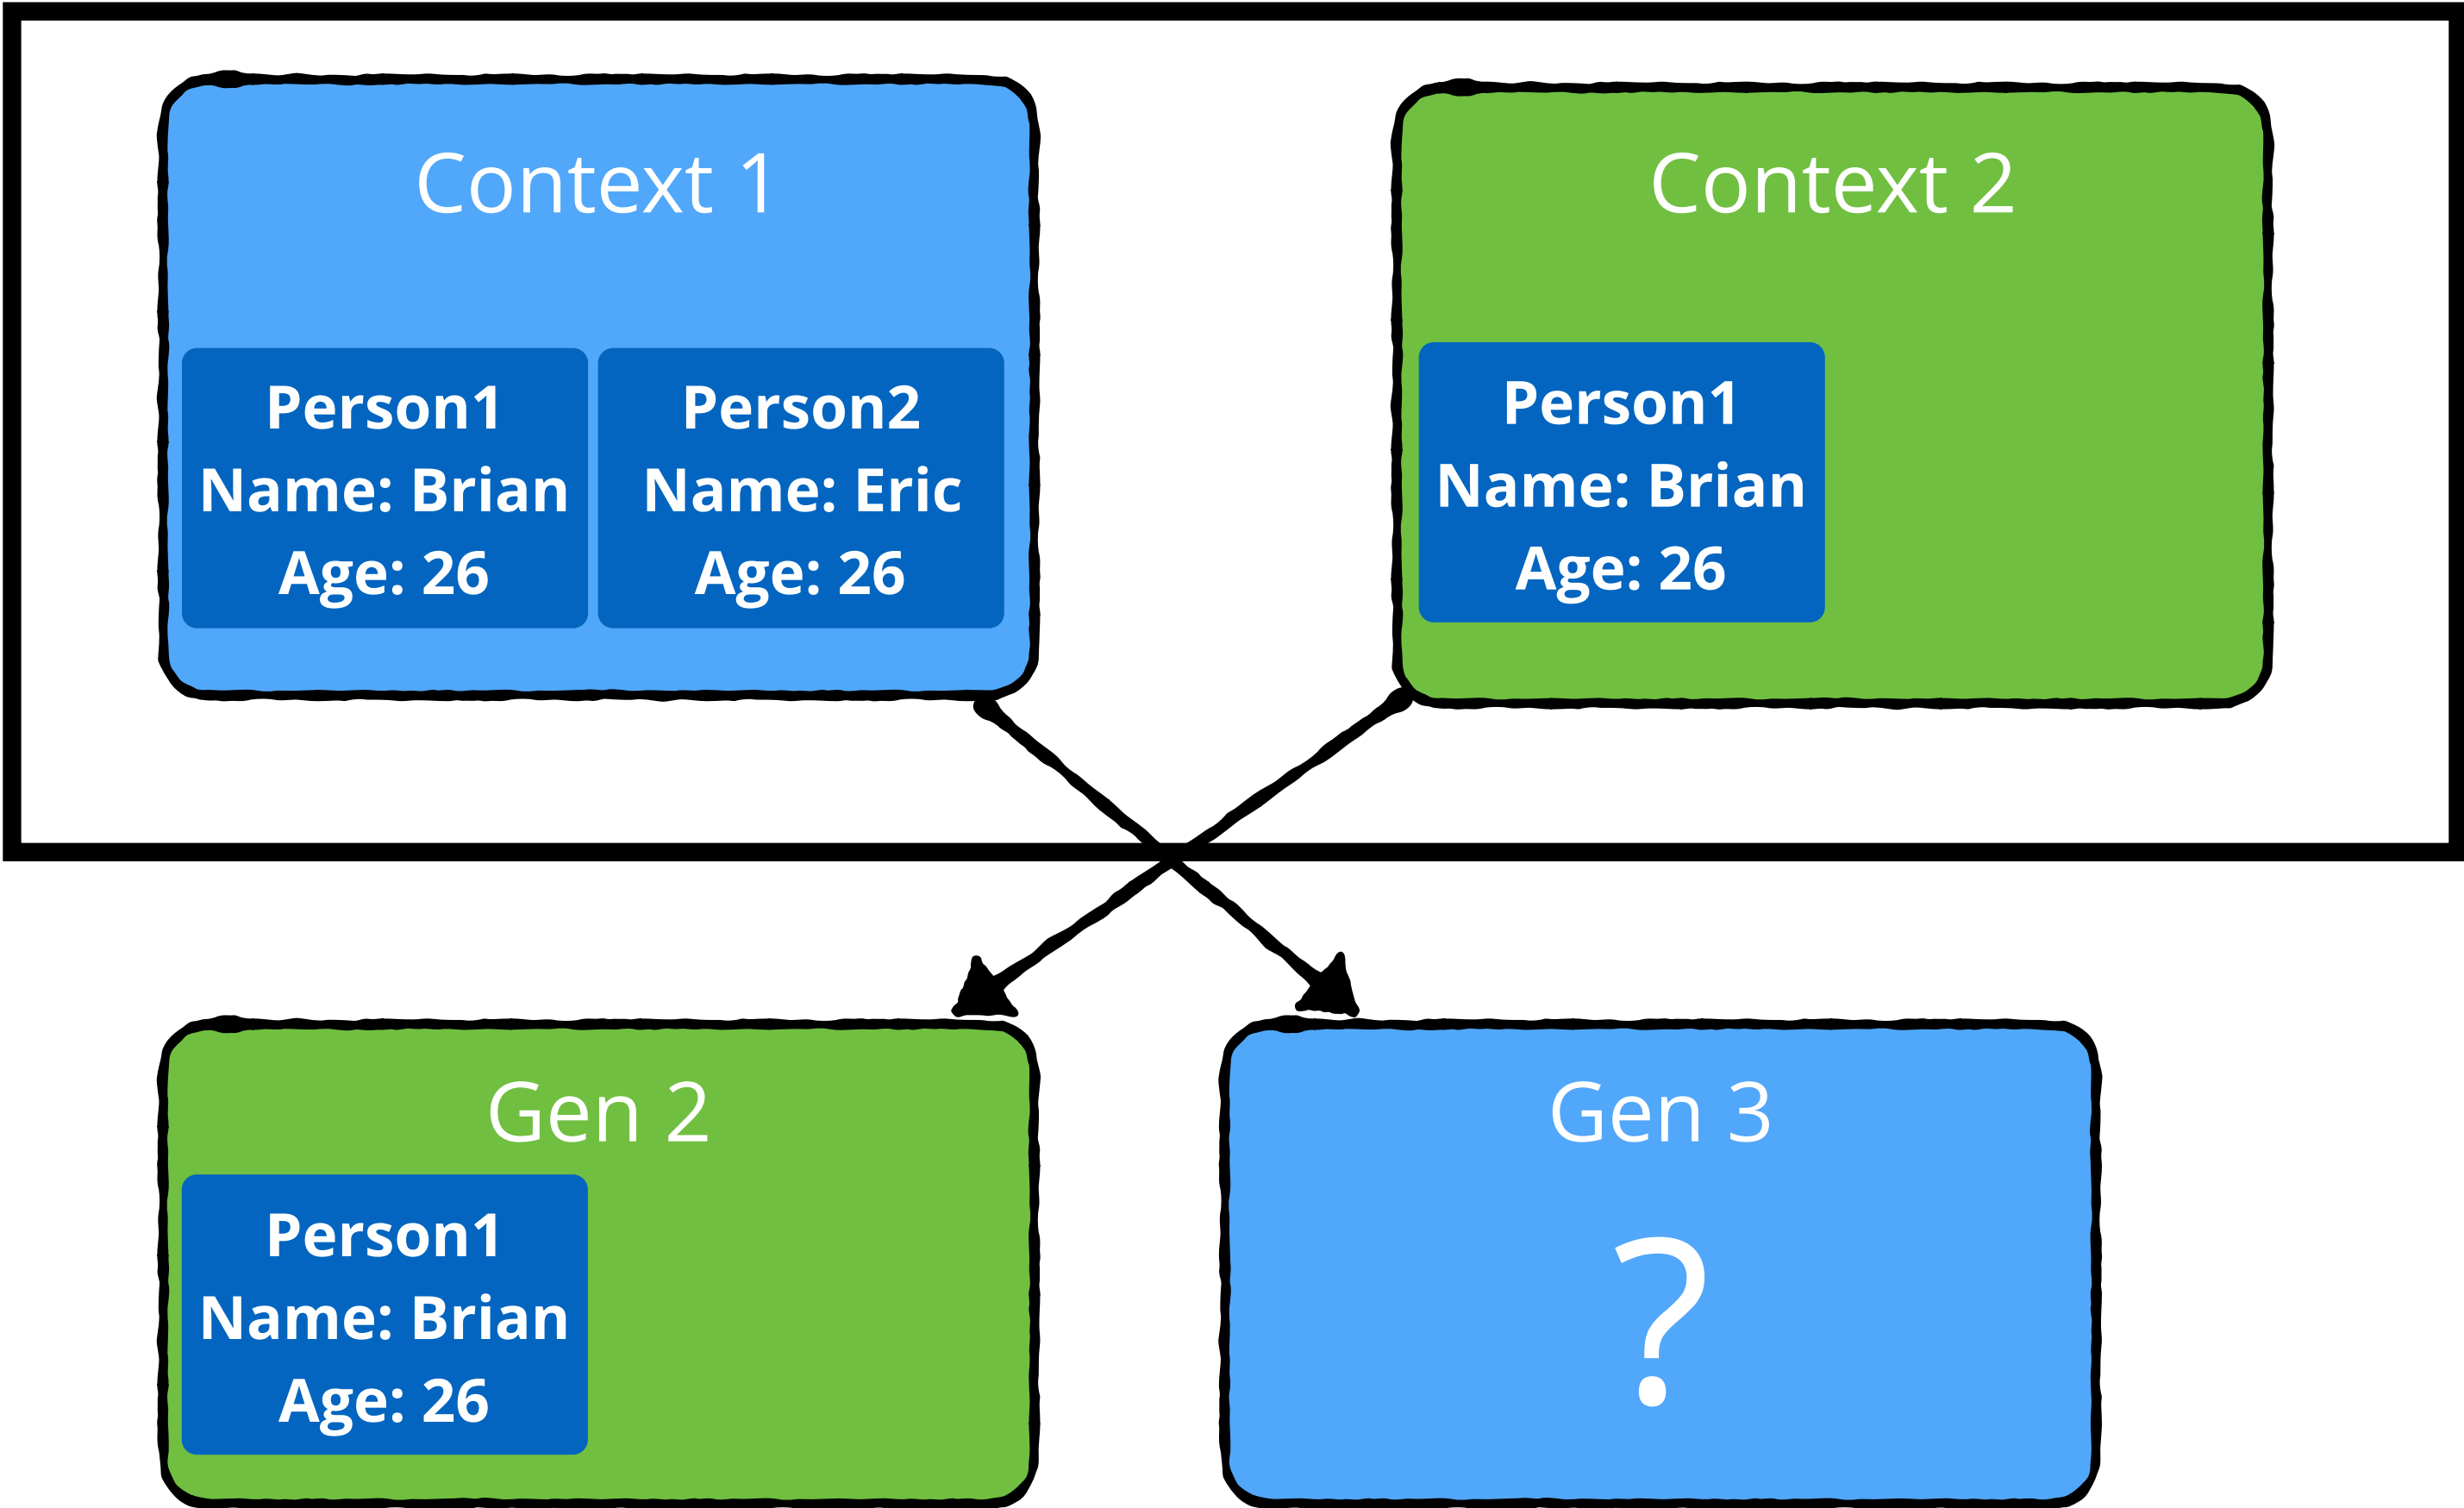 Context 1
Person1
Name: Brian
Age: 26
Person2
Name: Eric
Age: 26
Context 2
Person1
Name: Brian
Age: 26
Gen 2
Person1
Name: Brian
Age: 26
Gen 3
?